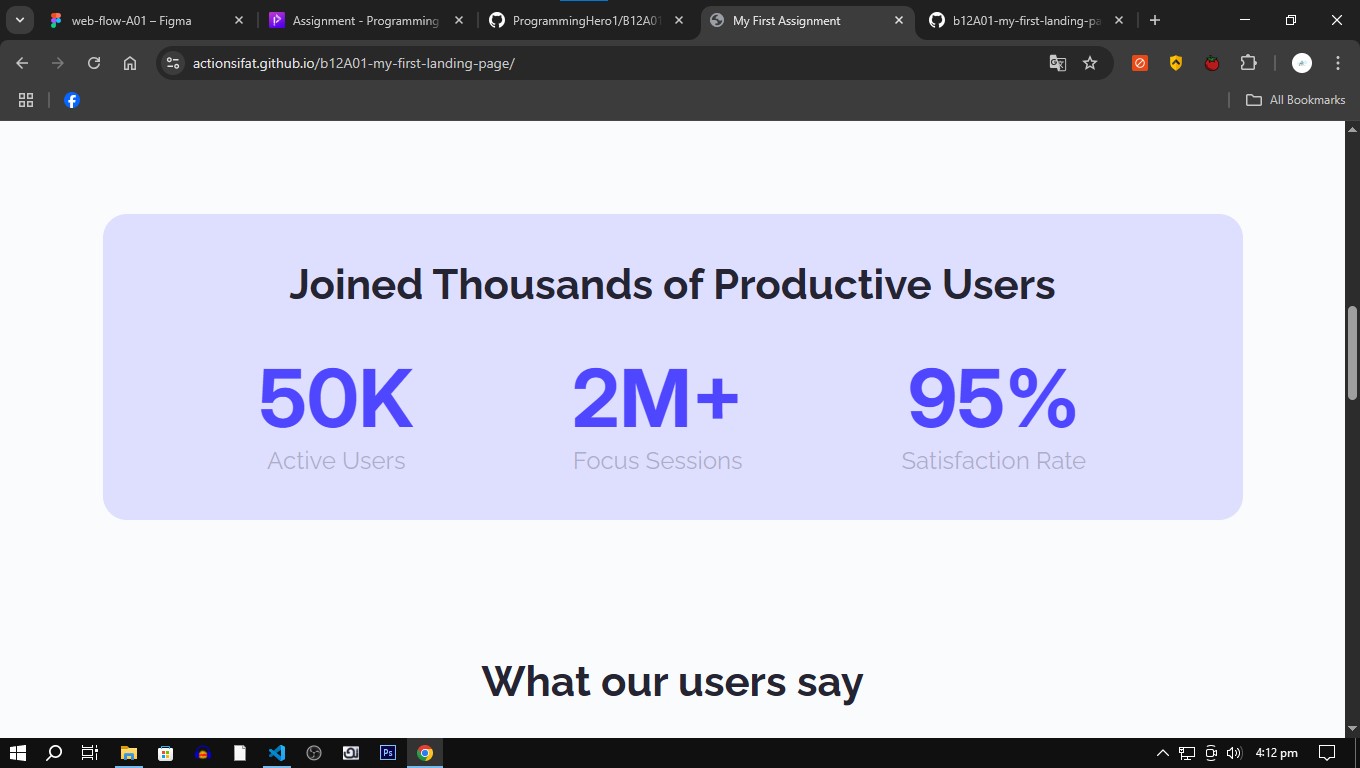 web-flow-A01 – Figma
Assignment - Programming
ProgrammingHero1/B12A01
My First Assignment
b12A01-my-first-landing-pa
actionsifat.github.io/b12A01-my-first-landing-page/
All Bookmarks
Joined Thousands of Productive Users
50K 2M+ 95%
Active Users Focus Sessions Satisfaction Rate
What our users say
Ps
4:12 pm